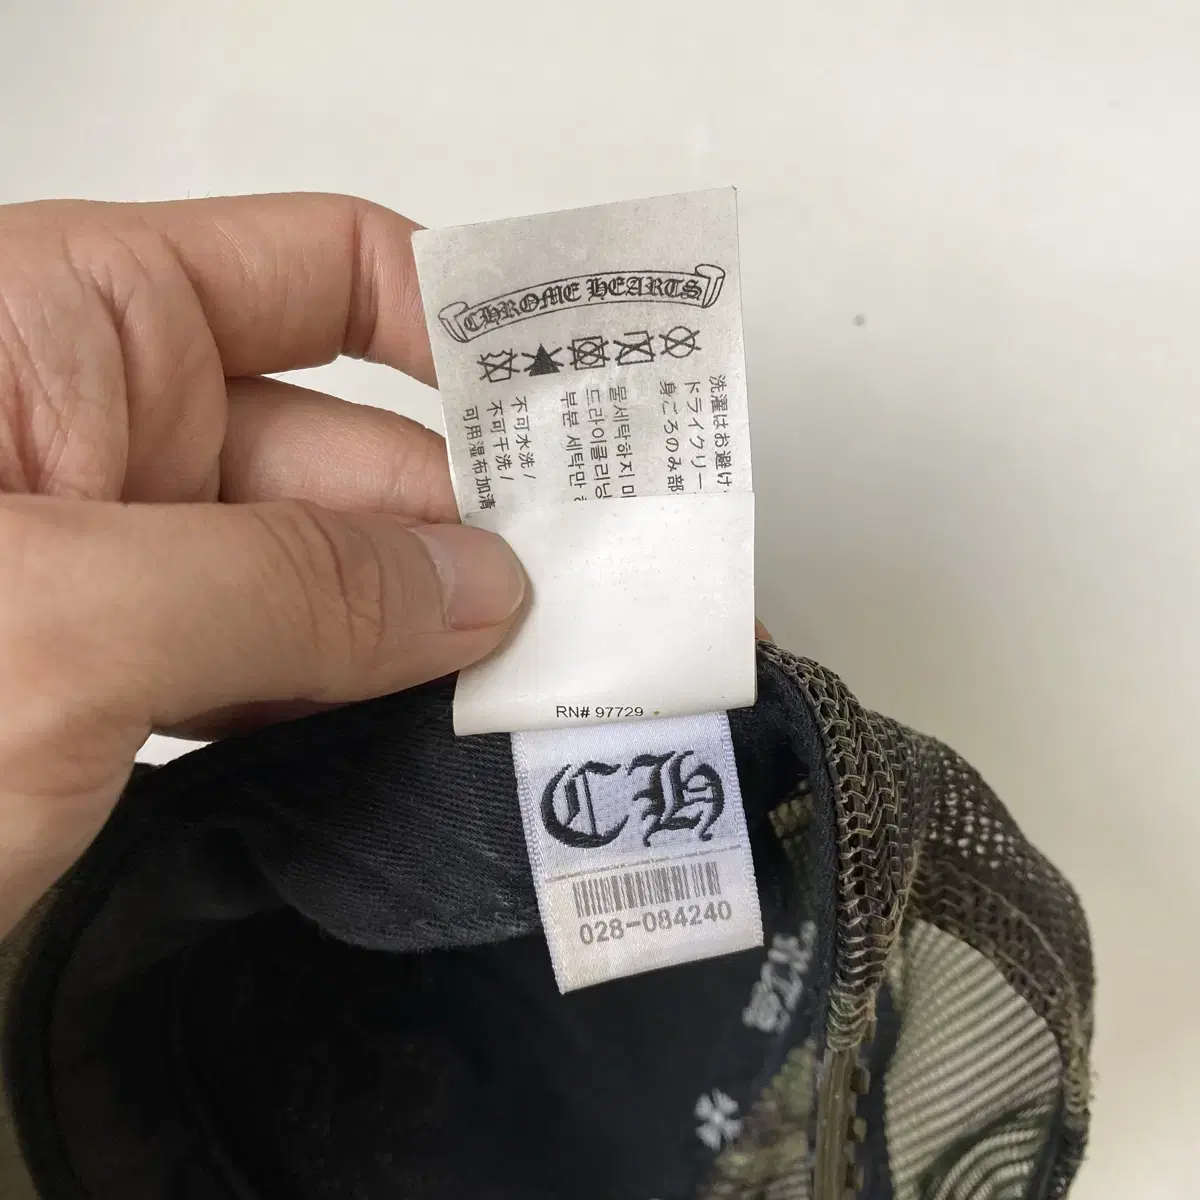 CHROME HEARTS
洗濯はお避け
ドライクリー
身ごろのみ部
물세탁하지 마
드라이클리닝
부분 세탁만
不可水洗/
不可干洗/
可用湿布加清
RN# 97729
CH
028-084240